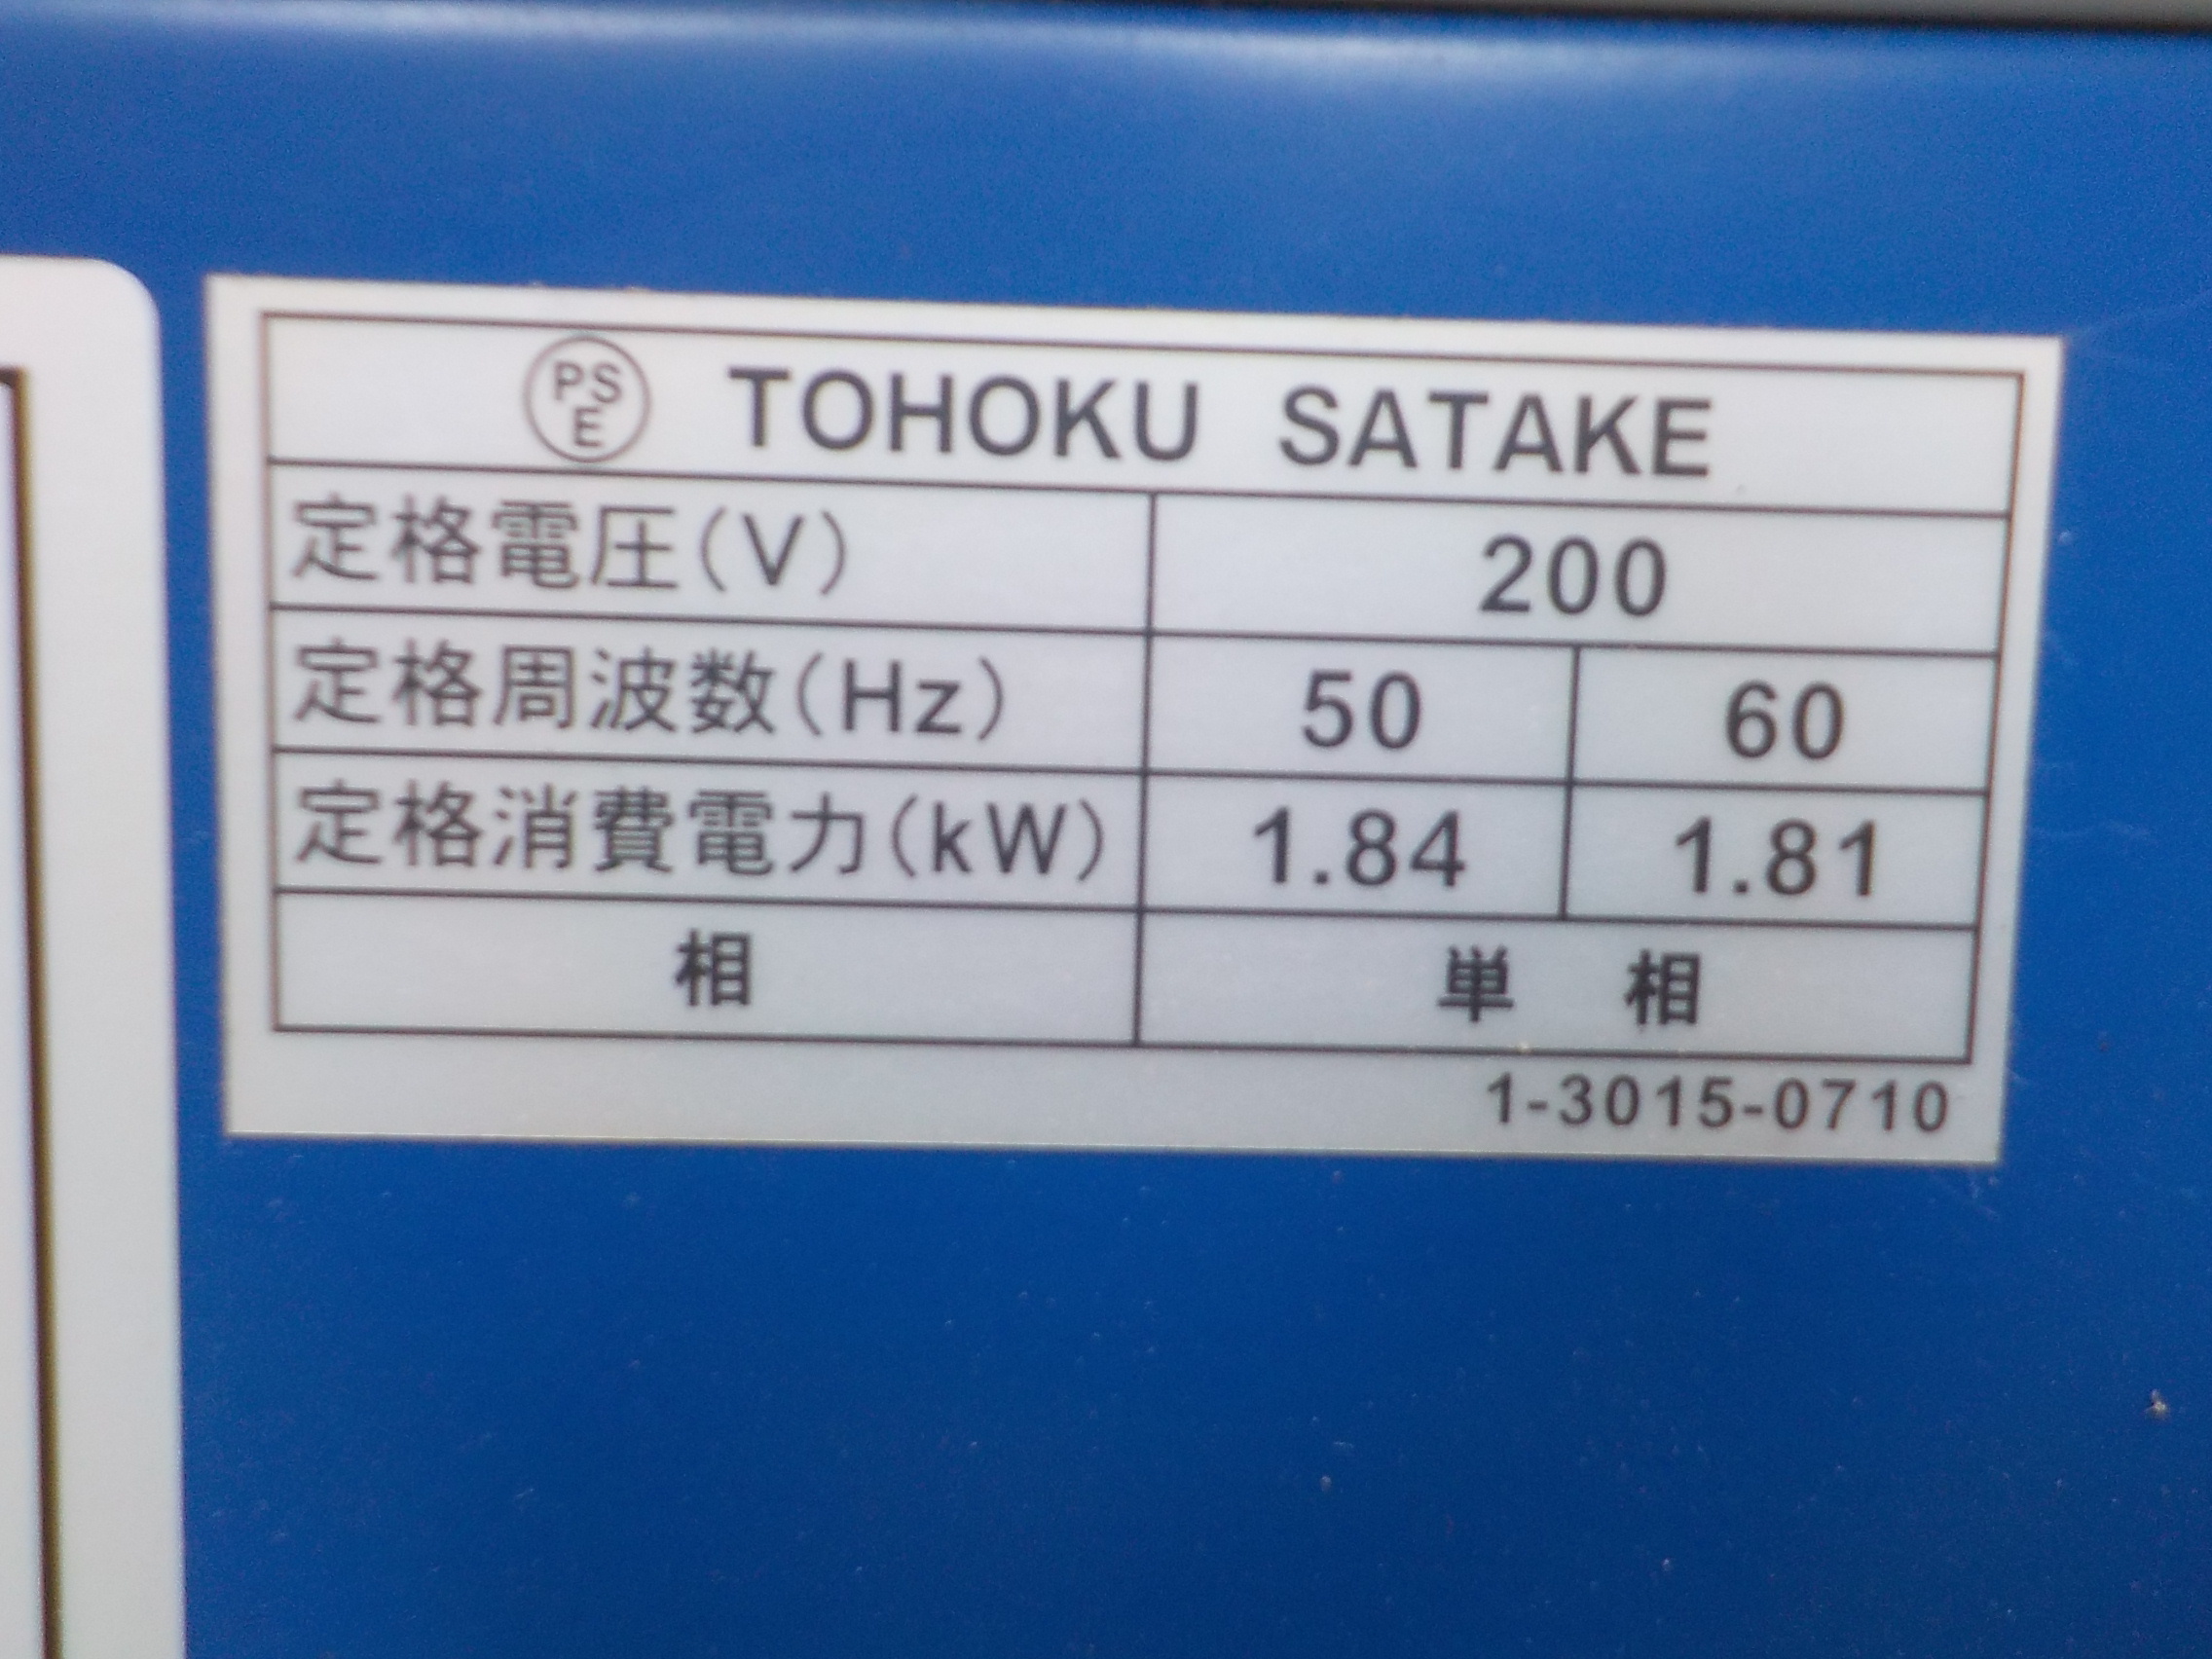 PSE TOHOKU SATAKE
定格電圧(V) 200
定格周波数(Hz) 50 60
定格消費電力(kW) 1.84 1.81
相 単 相
1-3015-0710